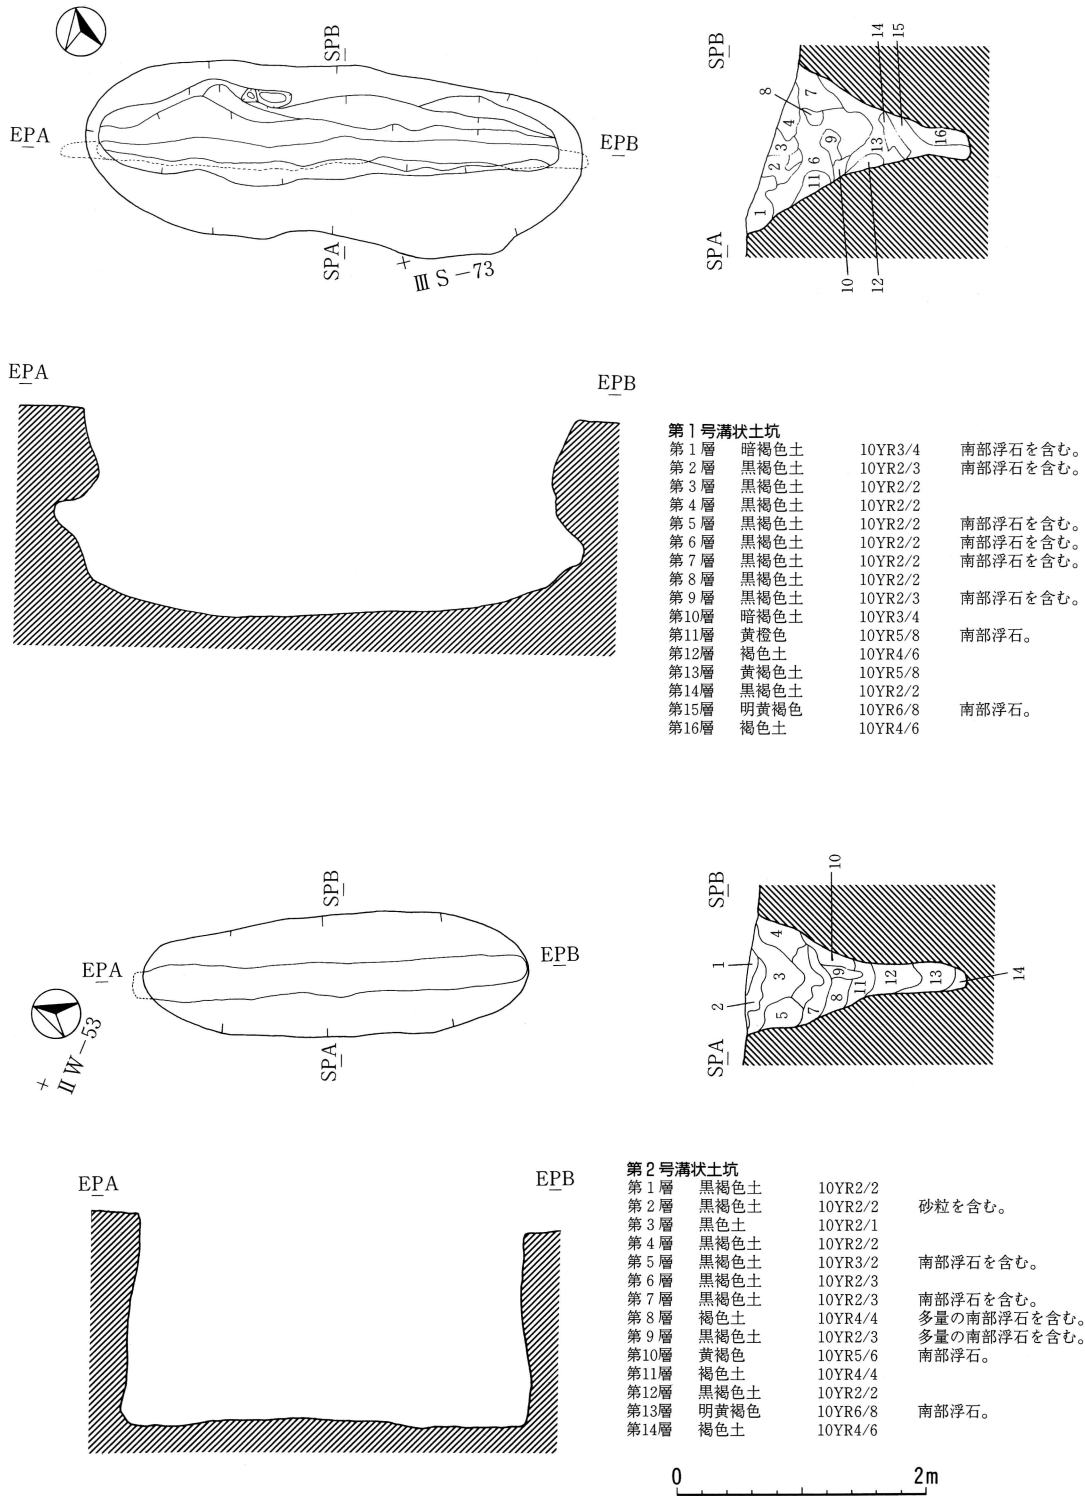 SPB
EPA
EPB
SPA
ⅢS-73
SPB
14
15
8
7
4
3
2
9
6
13
16
11
1
SPA
10
12
EPA
EPB
第1号溝状土坑
第1層 暗褐色土 10YR3/4 南部浮石を含む。
第2層 黒褐色土 10YR2/3 南部浮石を含む。
第3層 黒褐色土 10YR2/2
第4層 黒褐色土 10YR2/2
第5層 黒褐色土 10YR2/2 南部浮石を含む。
第6層 黒褐色土 10YR2/2 南部浮石を含む。
第7層 黒褐色土 10YR2/2 南部浮石を含む。
第8層 黒褐色土 10YR2/2
第9層 黒褐色土 10YR2/3 南部浮石を含む。
第10層 暗褐色土 10YR3/4
第11層 黄橙色 10YR5/8 南部浮石。
第12層 褐色土 10YR4/6
第13層 黄褐色土 10YR5/8
第14層 黒褐色土 10YR2/2
第15層 明黄褐色 10YR6/8 南部浮石。
第16層 褐色土 10YR4/6
SPB
EPA
EPB
SPA
ⅡW-53
SPB
10
4
1
3
9
2
5
7
8
11
12
13
14
SPA
EPA
EPB
第2号溝状土坑
第1層 黒褐色土 10YR2/2
第2層 黒褐色土 10YR2/2 砂粒を含む。
第3層 黒色土 10YR2/1
第4層 黒褐色土 10YR2/2
第5層 黒褐色土 10YR3/2 南部浮石を含む。
第6層 黒褐色土 10YR2/3
第7層 黒褐色土 10YR2/3 南部浮石を含む。
第8層 褐色土 10YR4/4 多量の南部浮石を含む。
第9層 黒褐色土 10YR2/3 多量の南部浮石を含む。
第10層 黄褐色 10YR5/6 南部浮石。
第11層 褐色土 10YR4/4
第12層 黒褐色土 10YR2/2
第13層 明黄褐色 10YR6/8 南部浮石。
第14層 褐色土 10YR4/6
0 2m